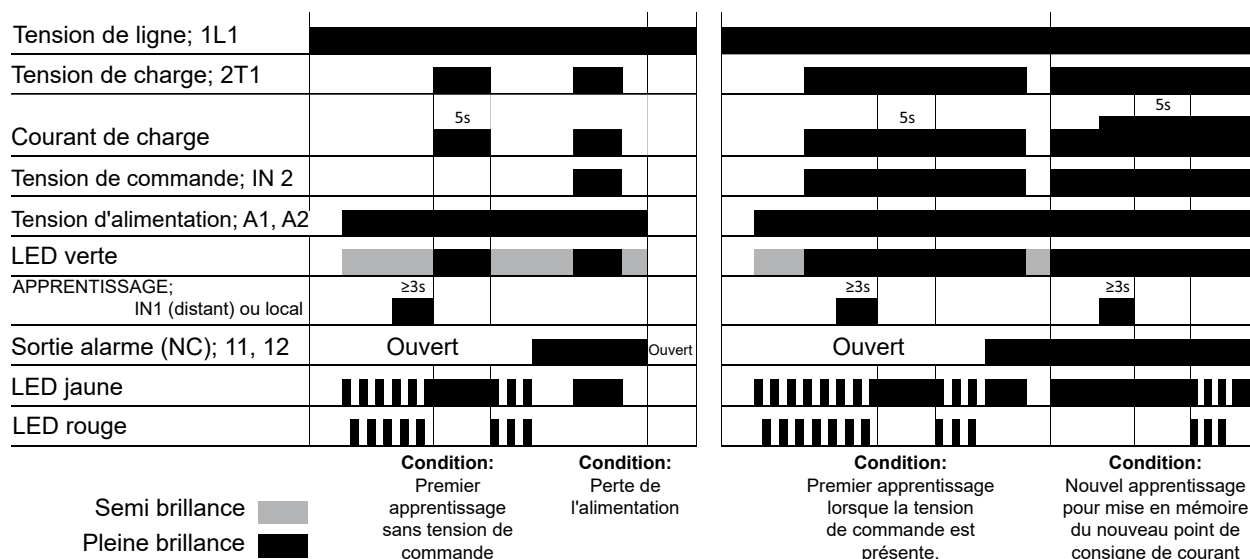 Tension de ligne; 1L1
Tension de charge; 2T1
5s
5s
5s
Courant de charge
Tension de commande; IN 2
Tension d'alimentation; A1, A2
LED verte
APPRENTISSAGE;
≥3s
≥3s
≥3s
IN1 (distant) ou local
Sortie alarme (NC); 11, 12
Ouvert
Ouvert
Ouvert
LED jaune
LED rouge
Condition:
Premier
apprentissage
sans tension de
commande
Condition:
Perte de
l'alimentation
Condition:
Premier apprentissage
lorsque la tension
de commande est
présente.
Condition:
Nouvel apprentissage
pour mise en mémoire
du nouveau point de
consigne de courant
Semi brillance
Pleine brillance